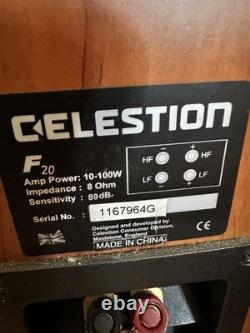 CELESTION
F20
- +
HF HF
LF LF
- +
Amp Power: 10-100W
Impedance : 8 Ohm
Sensitivity : 89dB
Serial No. : 1167964G
Designed and developed by
Celestion Consumer Division,
Maidstone, England
MADE IN CHINA
CE